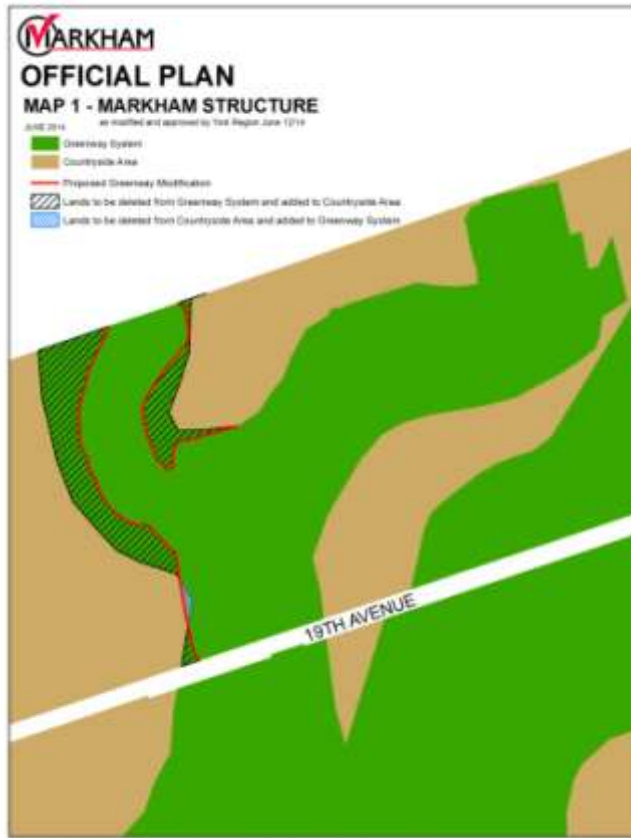 MARKHAM
OFFICIAL PLAN
MAP 1 - MARKHAM STRUCTURE
JUNE 2014 as modified and approved by York Region June 12/14
Greenway System
Countryside Area
Proposed Greenway Modification
Lands to be deleted from Greenway System and added to Countryside Area
Lands to be deleted from Countryside Area and added to Greenway System
19TH AVENUE